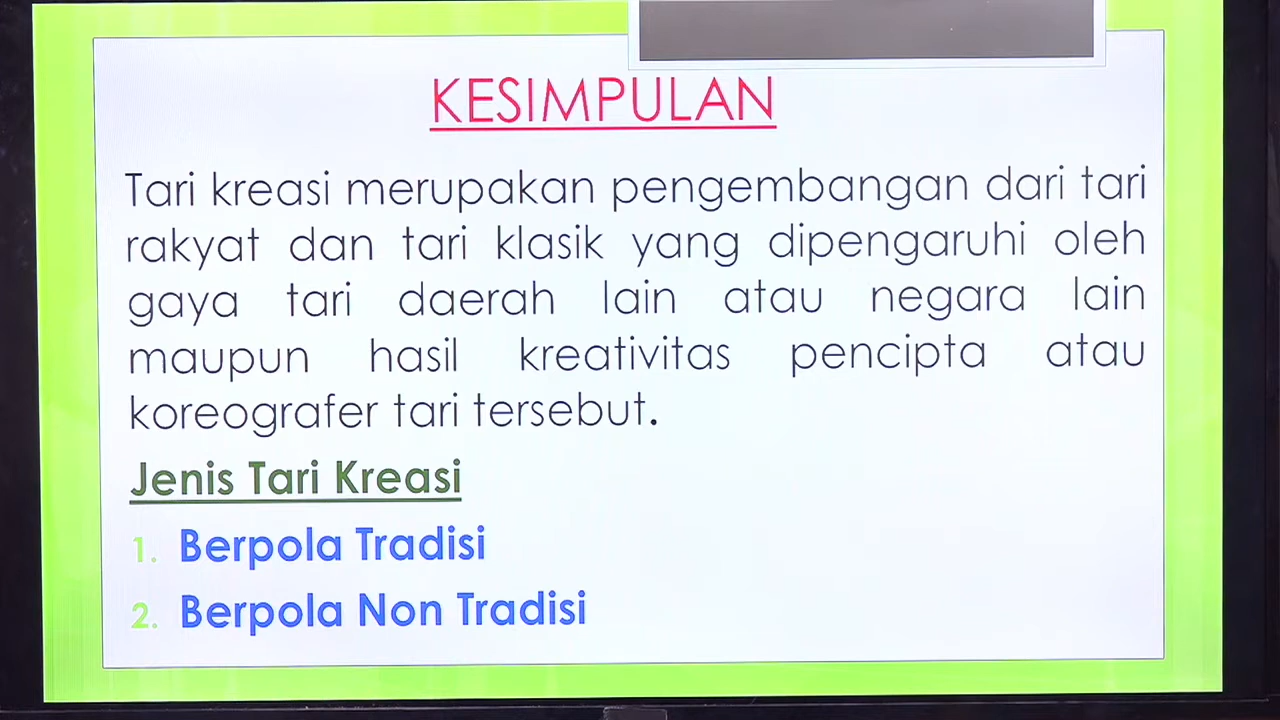 KESIMPULAN
Tari kreasi merupakan pengembangan dari tari
rakyat dan tari klasik yang dipengaruhi oleh
gaya tari daerah lain atau negara lain
maupun hasil kreativitas pencipta atau
koreografer tari tersebut.
Jenis Tari Kreasi
1. Berpola Tradisi
2. Berpola Non Tradisi